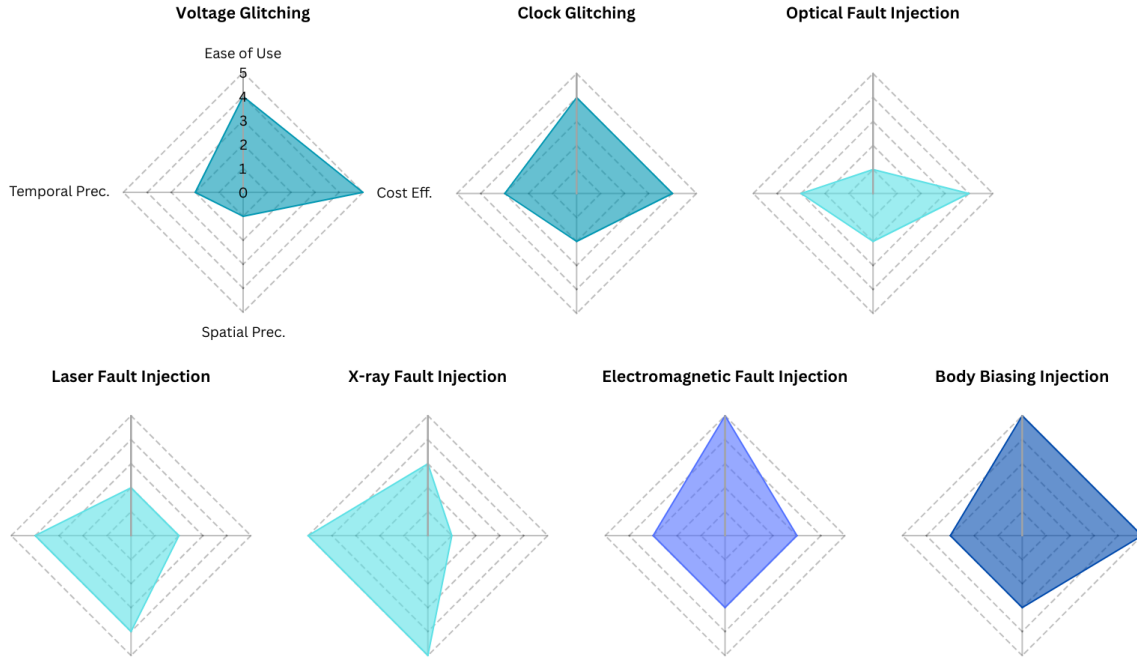 Voltage Glitching
Clock Glitching
Optical Fault Injection
Ease of Use
5
4
3
2
1
0
Temporal Prec.
Cost Eff.
Spatial Prec.
Laser Fault Injection
X-ray Fault Injection
Electromagnetic Fault Injection
Body Biasing Injection